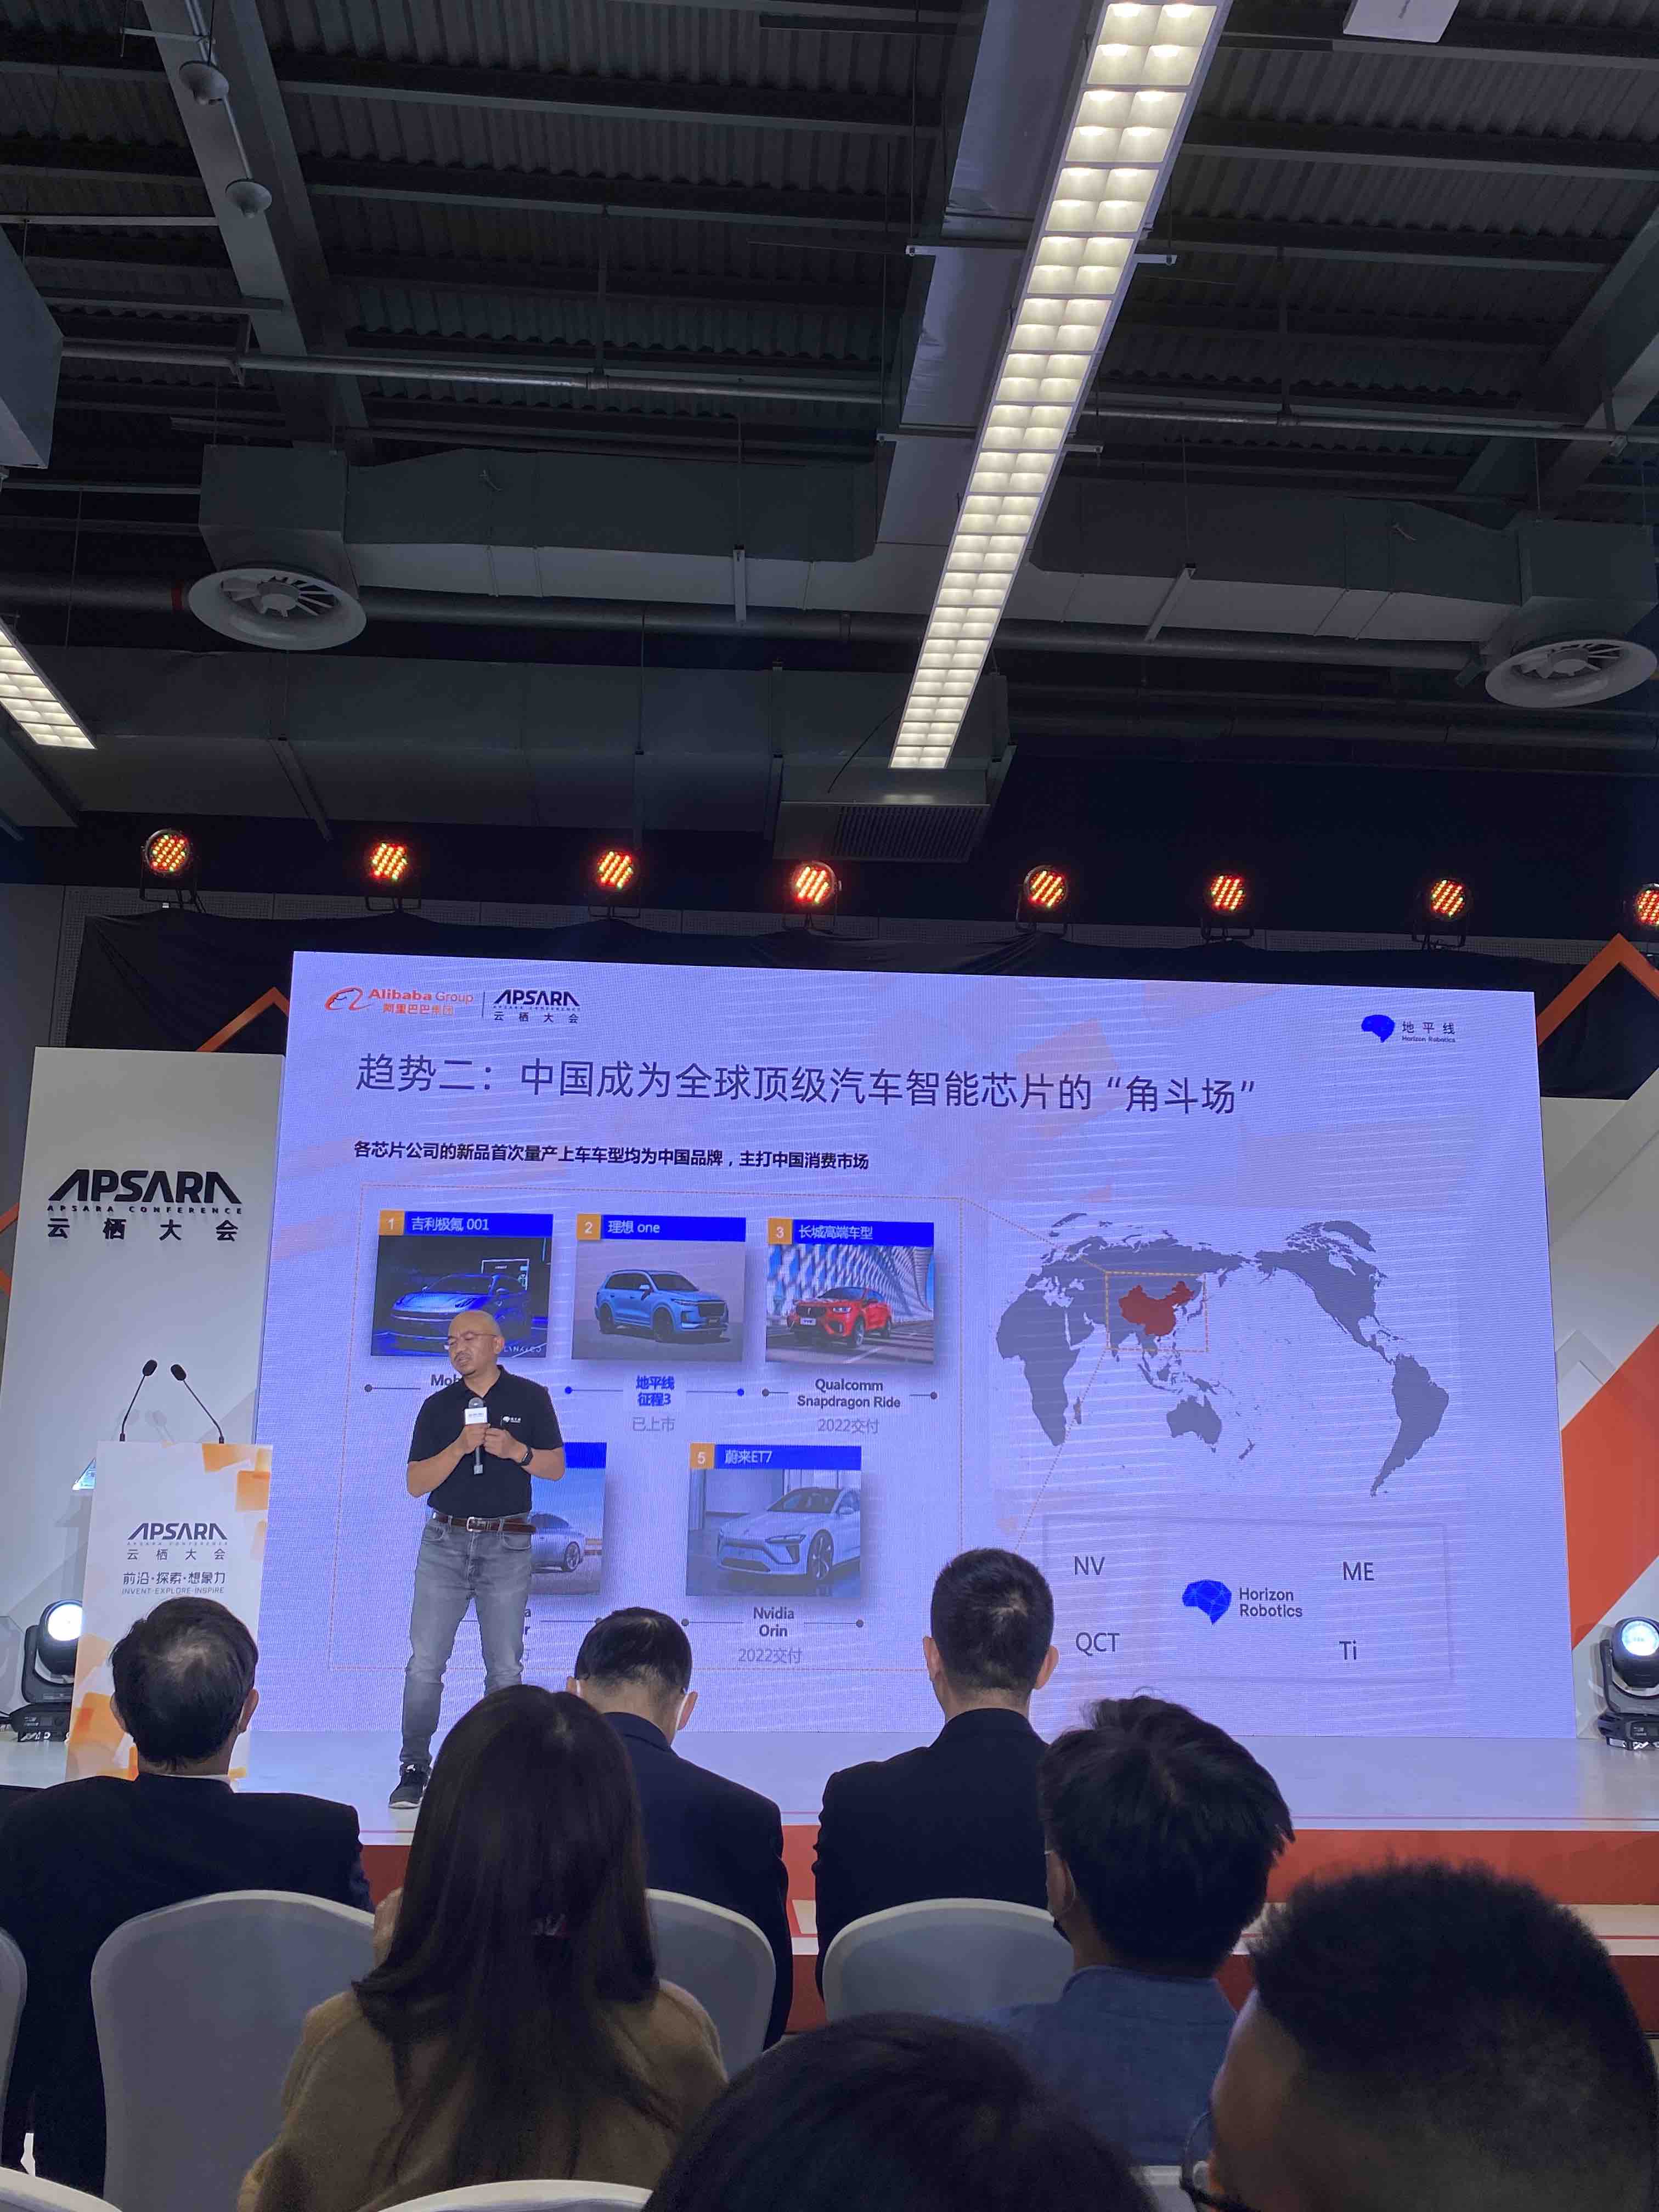 Alibaba Group
阿里巴巴集团
APSARA
APSARA CONFERENCE
云栖大会
地平线
Horizon Robotics
趋势二：中国成为全球顶级汽车智能芯片的“角斗场”
各芯片公司的新品首次量产上车车型均为中国品牌，主打中国消费市场
1 吉利极氪 001
2 理想 one
3 长城高端车型
地平线
征程3
已上市
Qualcomm
Snapdragon Ride
2022交付
5 蔚来ET7
Nvidia
Orin
2022交付
NV
ME
Horizon
Robotics
QCT
Ti
APSARA
APSARA CONFERENCE
云栖大会
APSARA
APSARA CONFERENCE
云栖大会
前沿·探索·想象力
INVENT·EXPLORE·INSPIRE